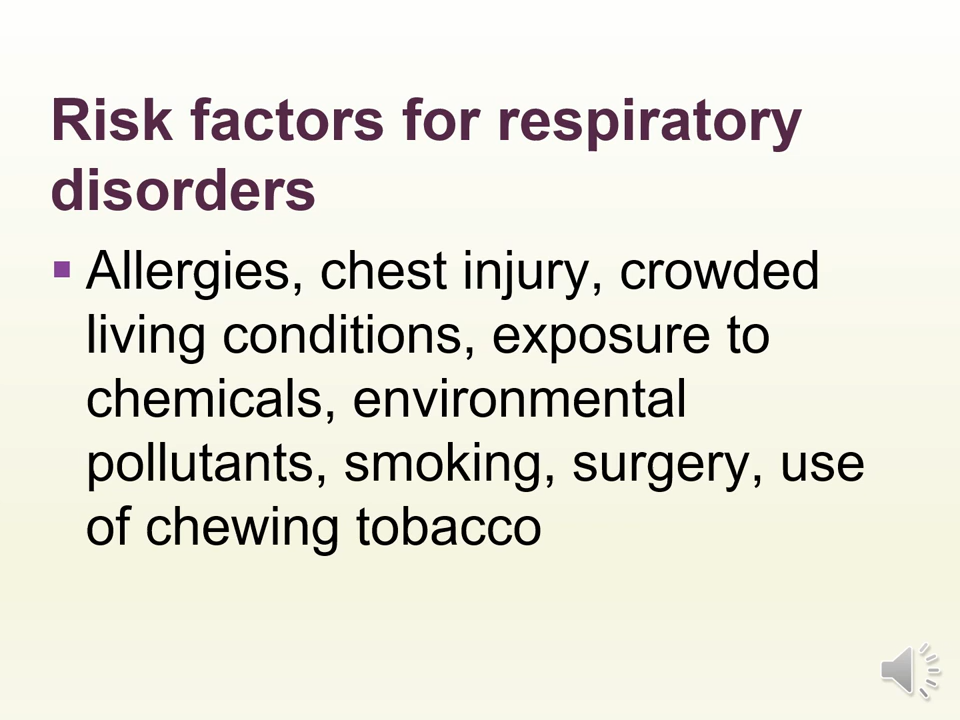 Risk factors for respiratory
disorders
▪ Allergies, chest injury, crowded
living conditions, exposure to
chemicals, environmental
pollutants, smoking, surgery, use
of chewing tobacco